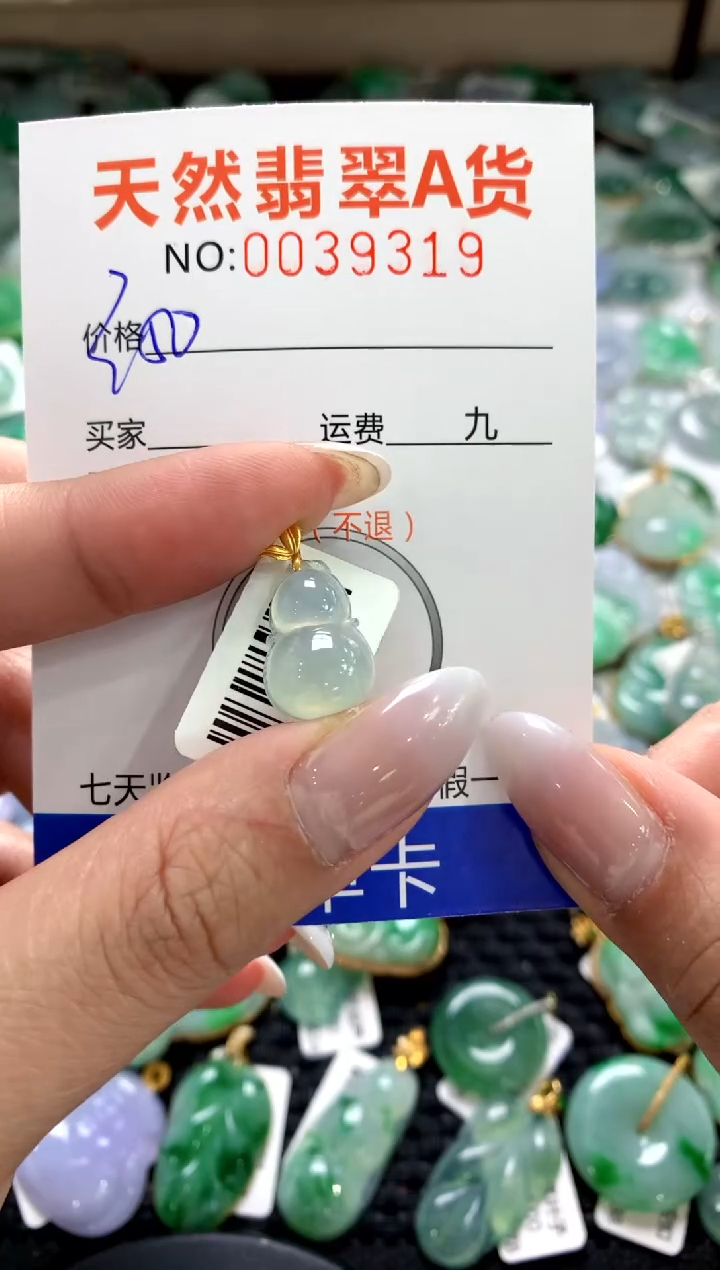 天然翡翠A货
NO:0039319
价格
买家 运费 九
(不退)
七天 假一
卡